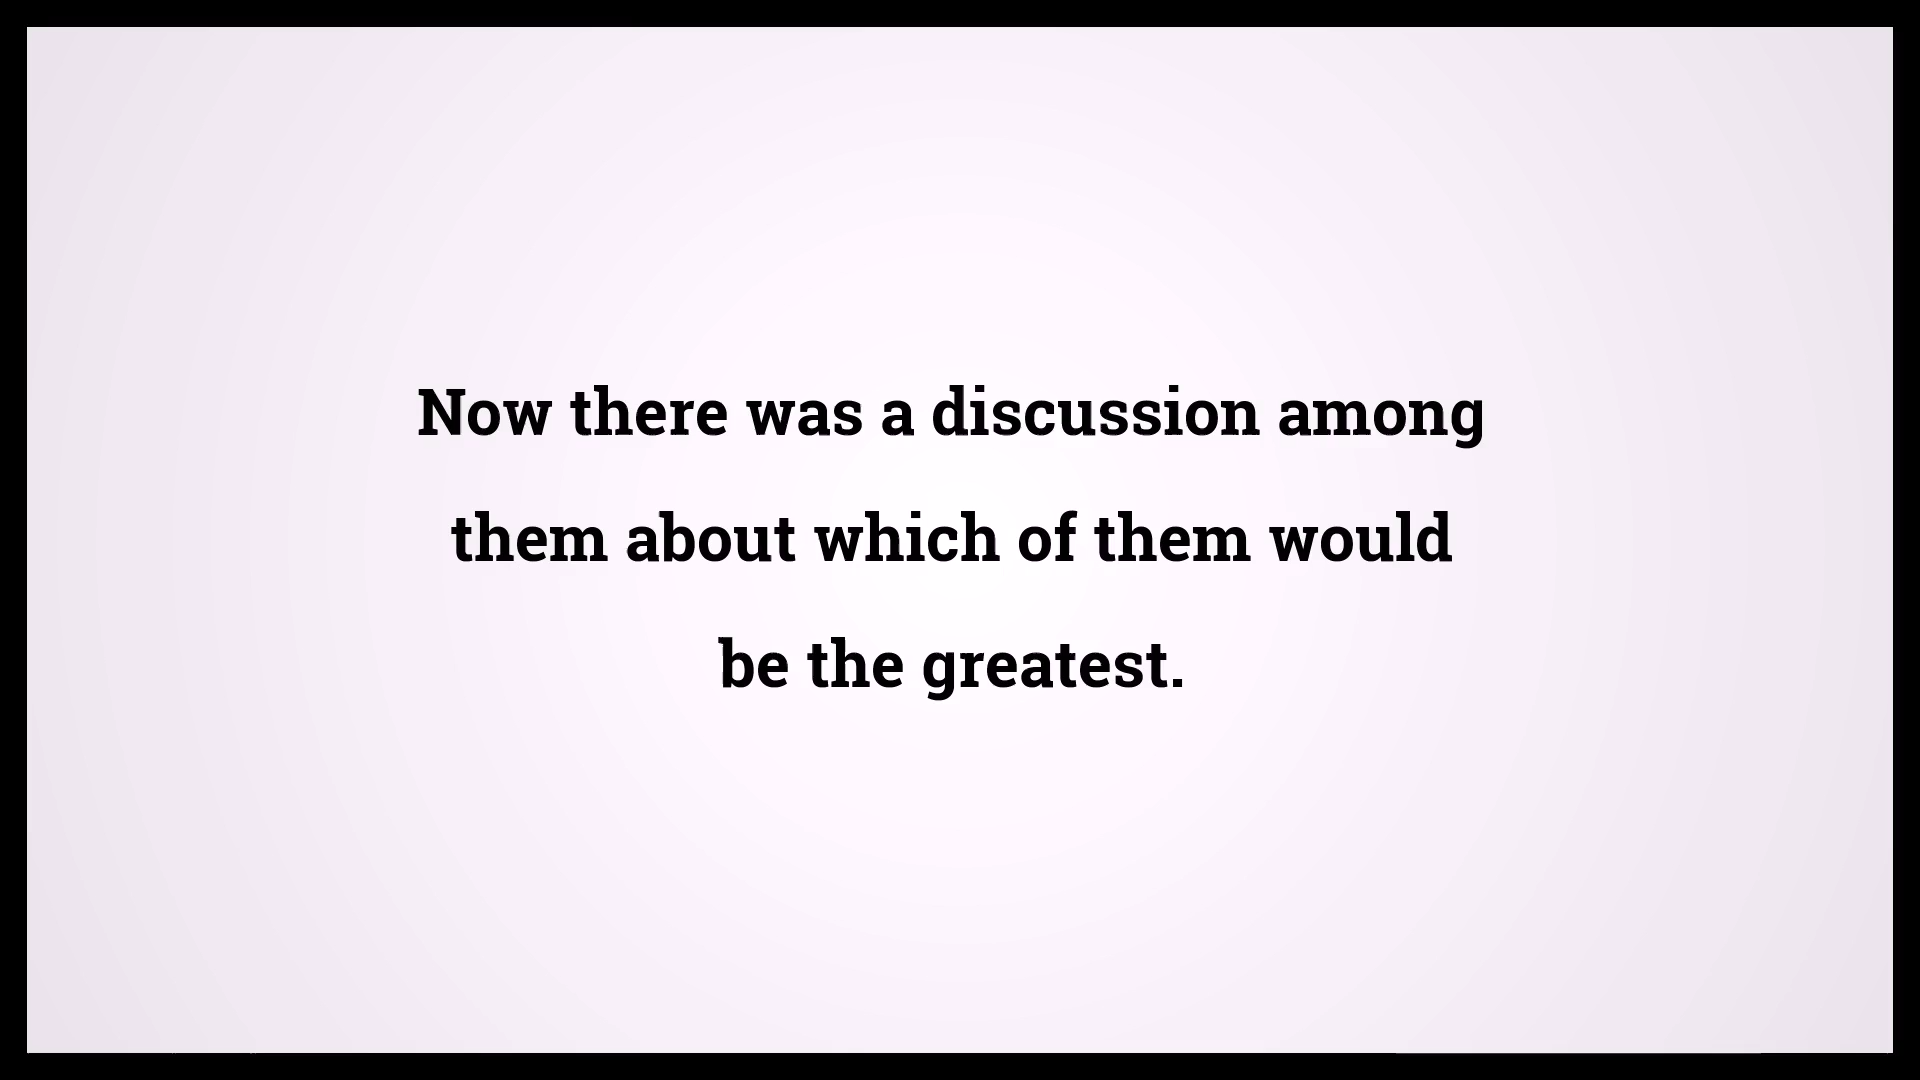 Now there was a discussion among
them about which of them would
be the greatest.